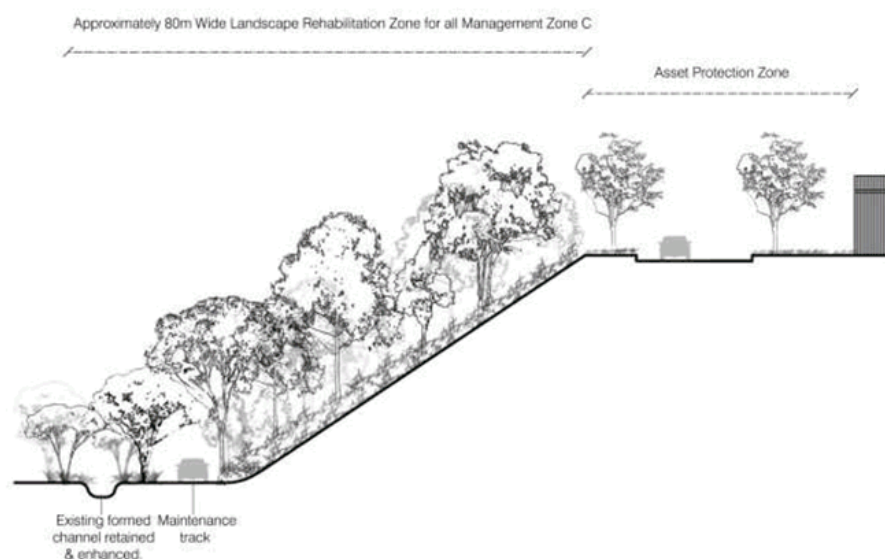 Approximately 80m Wide Landscape Rehabilitation Zone for all Management Zone C
Asset Protection Zone
Existing formed
channel retained
& enhanced.
Maintenance
track